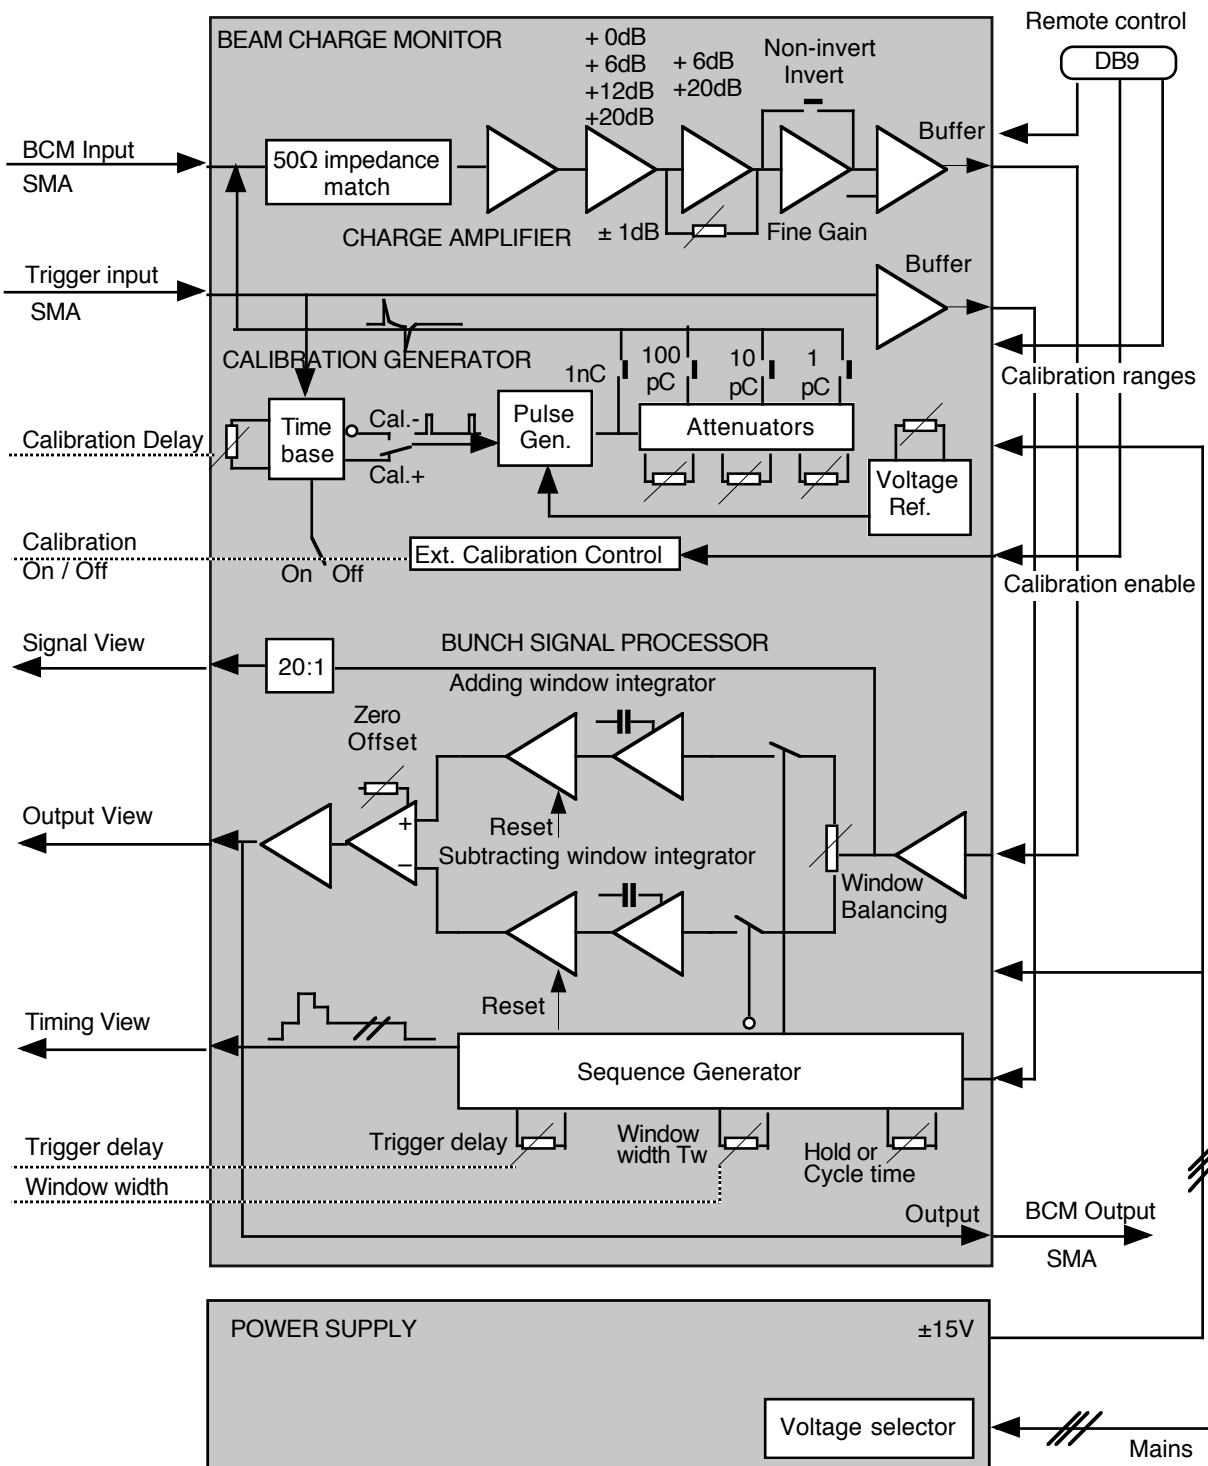 Remote control
DB9
BEAM CHARGE MONITOR
+ 0dB
+ 6dB
+12dB
+20dB
+ 6dB
+20dB
Non-invert
Invert
Buffer
BCM Input
SMA
50Ω impedance
match
CHARGE AMPLIFIER
± 1dB
Fine Gain
Trigger input
SMA
Buffer
CALIBRATION GENERATOR
1nC
100
pC
10
pC
1
pC
Calibration ranges
Time
base
Cal.-
Cal.+
Pulse
Gen.
Attenuators
Voltage
Ref.
Calibration Delay
Calibration
On / Off
On
Off
Ext. Calibration Control
Calibration enable
Signal View
20:1
BUNCH SIGNAL PROCESSOR
Adding window integrator
Zero
Offset
Output View
+
−
Reset
Subtracting window integrator
Window
Balancing
Reset
Timing View
Sequence Generator
Trigger delay
Window
width Tw
Hold or
Cycle time
Trigger delay
Window width
Output
BCM Output
SMA
POWER SUPPLY
±15V
Voltage selector
Mains